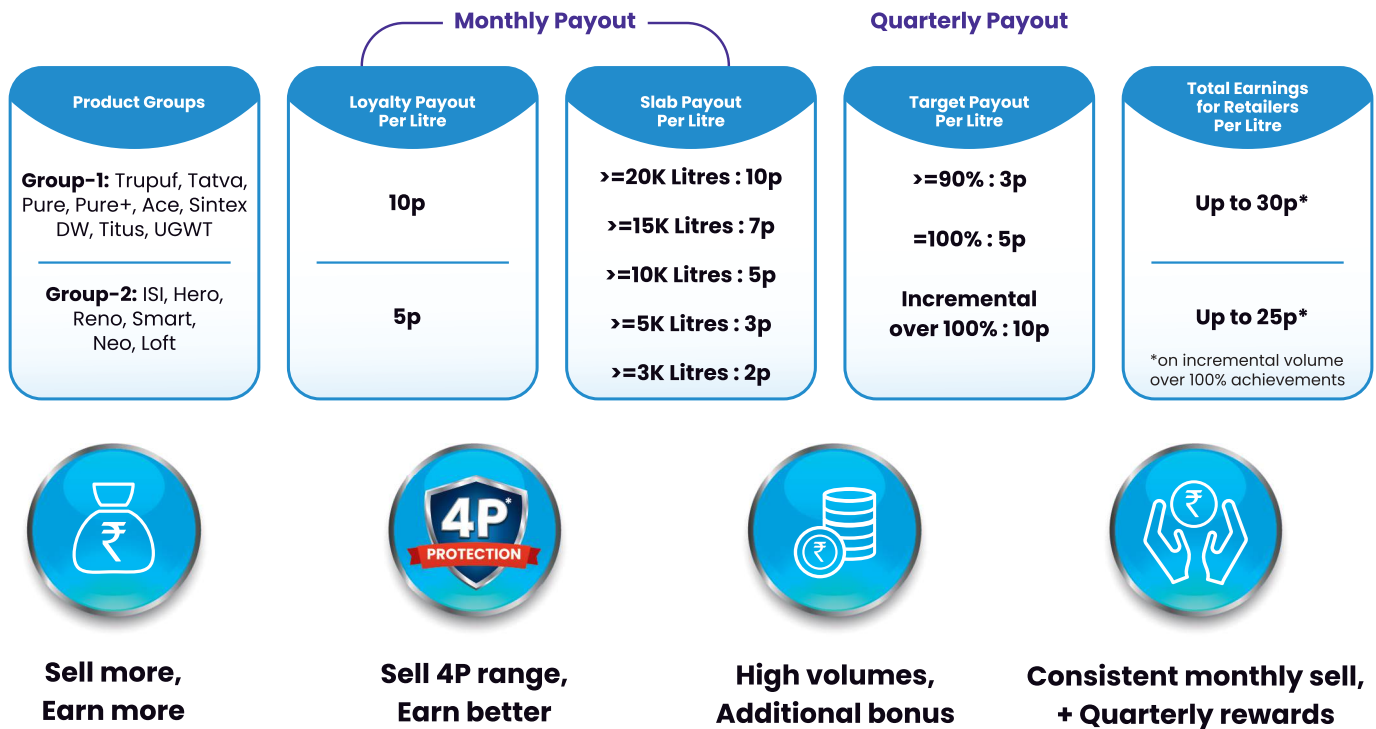 Monthly Payout
Quarterly Payout
Product Groups
Group-1: Trupuf, Tatva,
Pure, Pure+, Ace, Sintex
DW, Titus, UGWT
Group-2: ISI, Hero,
Reno, Smart,
Neo, Loft
Loyalty Payout
Per Litre
10p
5p
Slab Payout
Per Litre
>=20K Litres : 10p
>=15K Litres : 7p
>=10K Litres : 5p
>=5K Litres : 3p
>=3K Litres : 2p
Target Payout
Per Litre
>=90% : 3p
=100% : 5p
Incremental
over 100% : 10p
Total Earnings
for Retailers
Per Litre
Up to 30p*
Up to 25p*
*on incremental volume
over 100% achievements
₹
4P*
PROTECTION
₹
₹
Sell more,
Earn more
Sell 4P range,
Earn better
High volumes,
Additional bonus
Consistent monthly sell,
+ Quarterly rewards